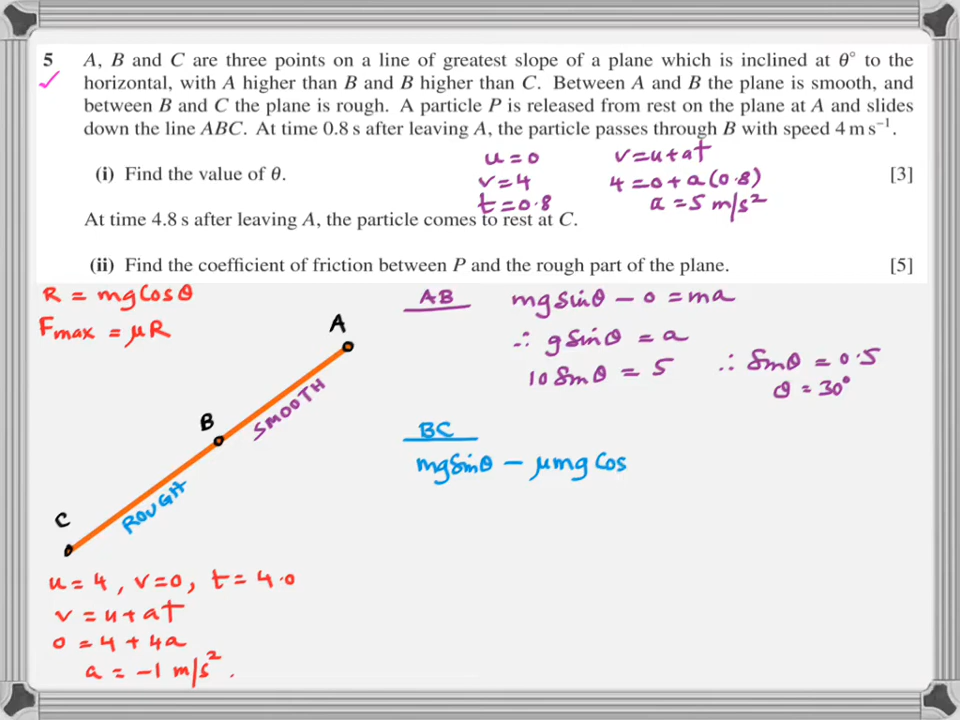 5 A, B and C are three points on a line of greatest slope of a plane which is inclined at θ° to the
horizontal, with A higher than B and B higher than C. Between A and B the plane is smooth, and
between B and C the plane is rough. A particle P is released from rest on the plane at A and slides
down the line ABC. At time 0.8 s after leaving A, the particle passes through B with speed 4 m s⁻¹.
u = 0
v = u + at
(i) Find the value of θ.
v = 4
4 = 0 + a(0.8)
[3]
t = 0.8
a = 5 m/s²
At time 4.8 s after leaving A, the particle comes to rest at C.
(ii) Find the coefficient of friction between P and the rough part of the plane.
[5]
R = mg Cos θ
Fmax = μR
A
B
C
SMOOTH
ROUGH
u = 4, v = 0, t = 4.0
v = u + at
0 = 4 + 4a
a = -1 m/s².
AB
mg Sin θ - 0 = ma
∴ g Sin θ = a
10 Sin θ = 5
∴ Sin θ = 0.5
θ = 30°
BC
mg Sin θ - μmg Cos